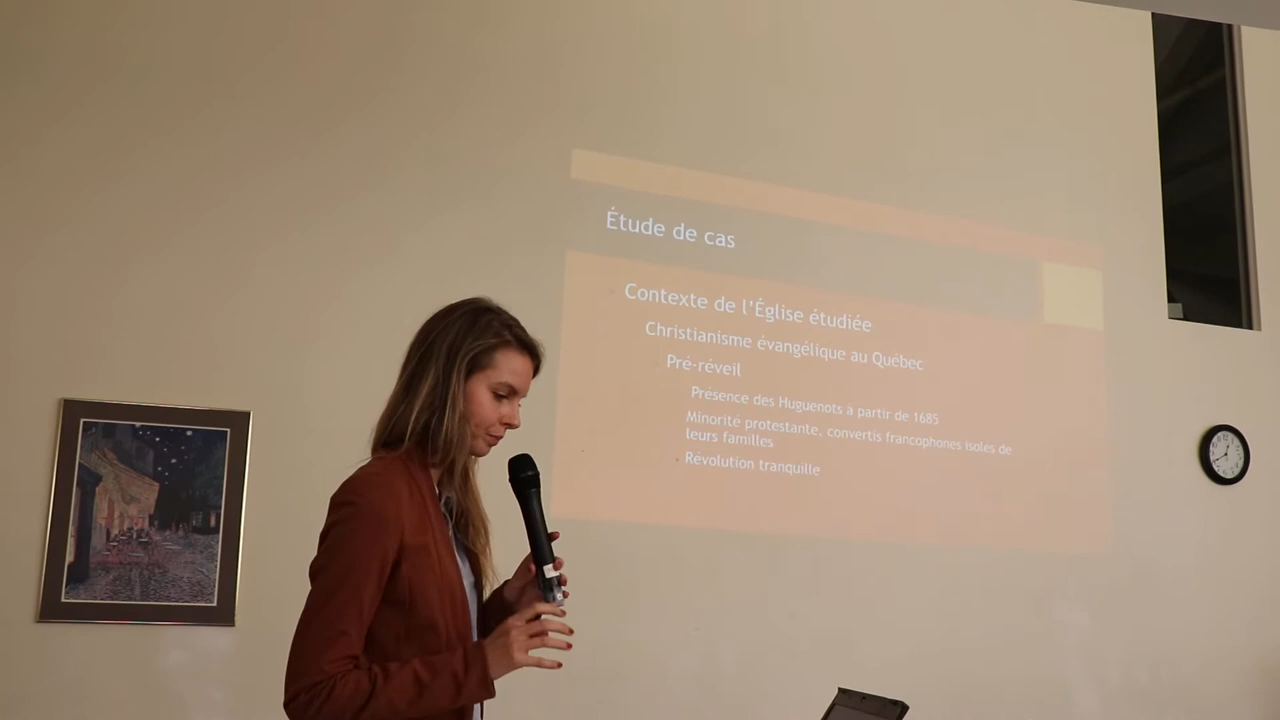 Étude de cas
Contexte de l'Église étudiée
Christianisme évangélique au Québec
Pré-réveil
Présence des Huguenots à partir de 1685
Minorité protestante, convertis francophones isolés de
leurs familles
Révolution tranquille